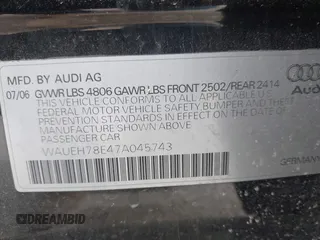 MFD. BY AUDI AG
07/06 GVWR LBS 4806 GAWR LBS FRONT 2502/REAR 2414
THIS VEHICLE CONFORMS TO ALL APPLICABLE
FEDERAL MOTOR VEHICLE SAFETY BUMPER AND THEFT
STANDARDS IN EFFECT ON THE DATE OF
MANUFACTURE SHOWN ABOVE
PASSENGER CAR
WAUEH78E47A045743
Audi
GERMANY
DREAMBID